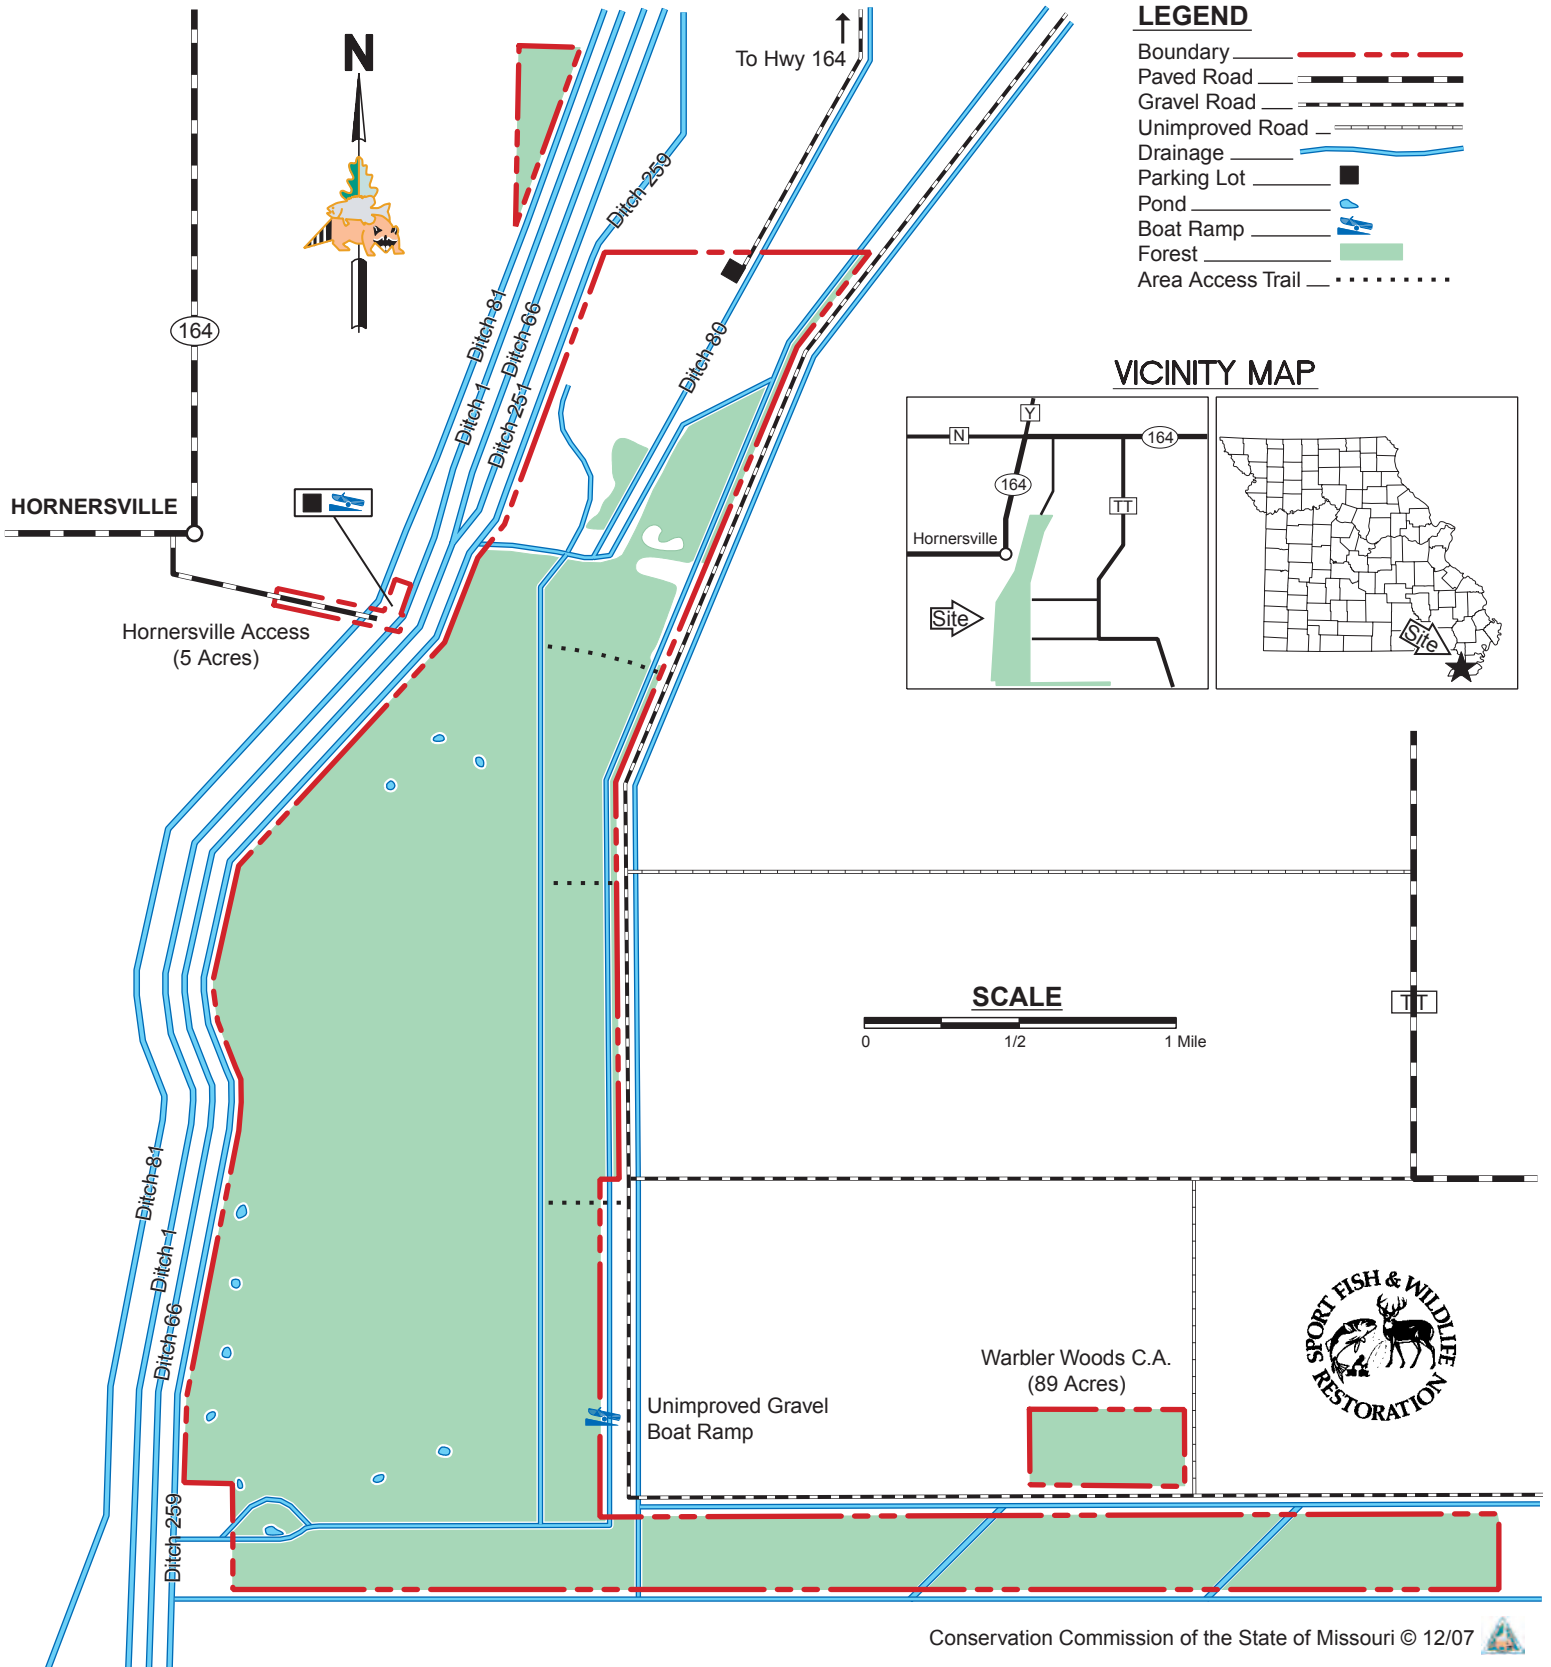 LEGEND
Boundary
Paved Road
Gravel Road
Unimproved Road
Drainage
Parking Lot
Pond
Boat Ramp
Forest
Area Access Trail
N
To Hwy 164
Ditch 259
Ditch 81
Ditch 66
Ditch 1
Ditch 251
Ditch 80
164
HORNERSVILLE
Hornersville Access
(5 Acres)
VICINITY MAP
Y
N
164
164
TT
Hornersville
Site
Site
SCALE
0
1/2
1 Mile
TT
Ditch 81
Ditch 1
Ditch 66
Ditch 259
Unimproved Gravel
Boat Ramp
Warbler Woods C.A.
(89 Acres)
SPORT FISH & WILDLIFE
RESTORATION
Conservation Commission of the State of Missouri © 12/07